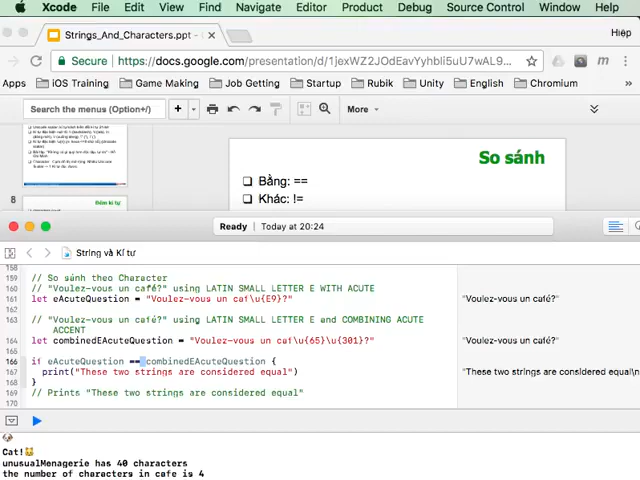 Xcode File Edit View Find Navigate Editor Product Debug Source Control Window Help
Strings_And_Characters.ppt -
Hiệp
Secure https://docs.google.com/presentation/d/1jexWZ2JOdEavYyhbli5uU7wAL9...
Apps iOS Training Game Making Job Getting Startup Rubik Unity English Chromium
Search the menus (Option+/)
More
So sánh
Bằng: ==
Khác: !=
8
Đếm kí tự
Ready Today at 20:24
String và Kí tự
158
159 // So sánh theo Character
160 // "Voulez-vous un café?" using LATIN SMALL LETTER E WITH ACUTE
161 let eAcuteQuestion = "Voulez-vous un caf\u{E9}?"
"Voulez-vous un café?"
162
163 // "Voulez-vous un café?" using LATIN SMALL LETTER E and COMBINING ACUTE
ACCENT
164 let combinedEAcuteQuestion = "Voulez-vous un caf\u{65}\u{301}?"
"Voulez-vous un café?"
165
166 if eAcuteQuestion == combinedEAcuteQuestion {
167 print("These two strings are considered equal")
"These two strings are considered equal\n
168 }
169 // Prints "These two strings are considered equal"
170
🐶
Cat!🐱
unusualMenagerie has 40 characters
the number of characters in cafe is 4